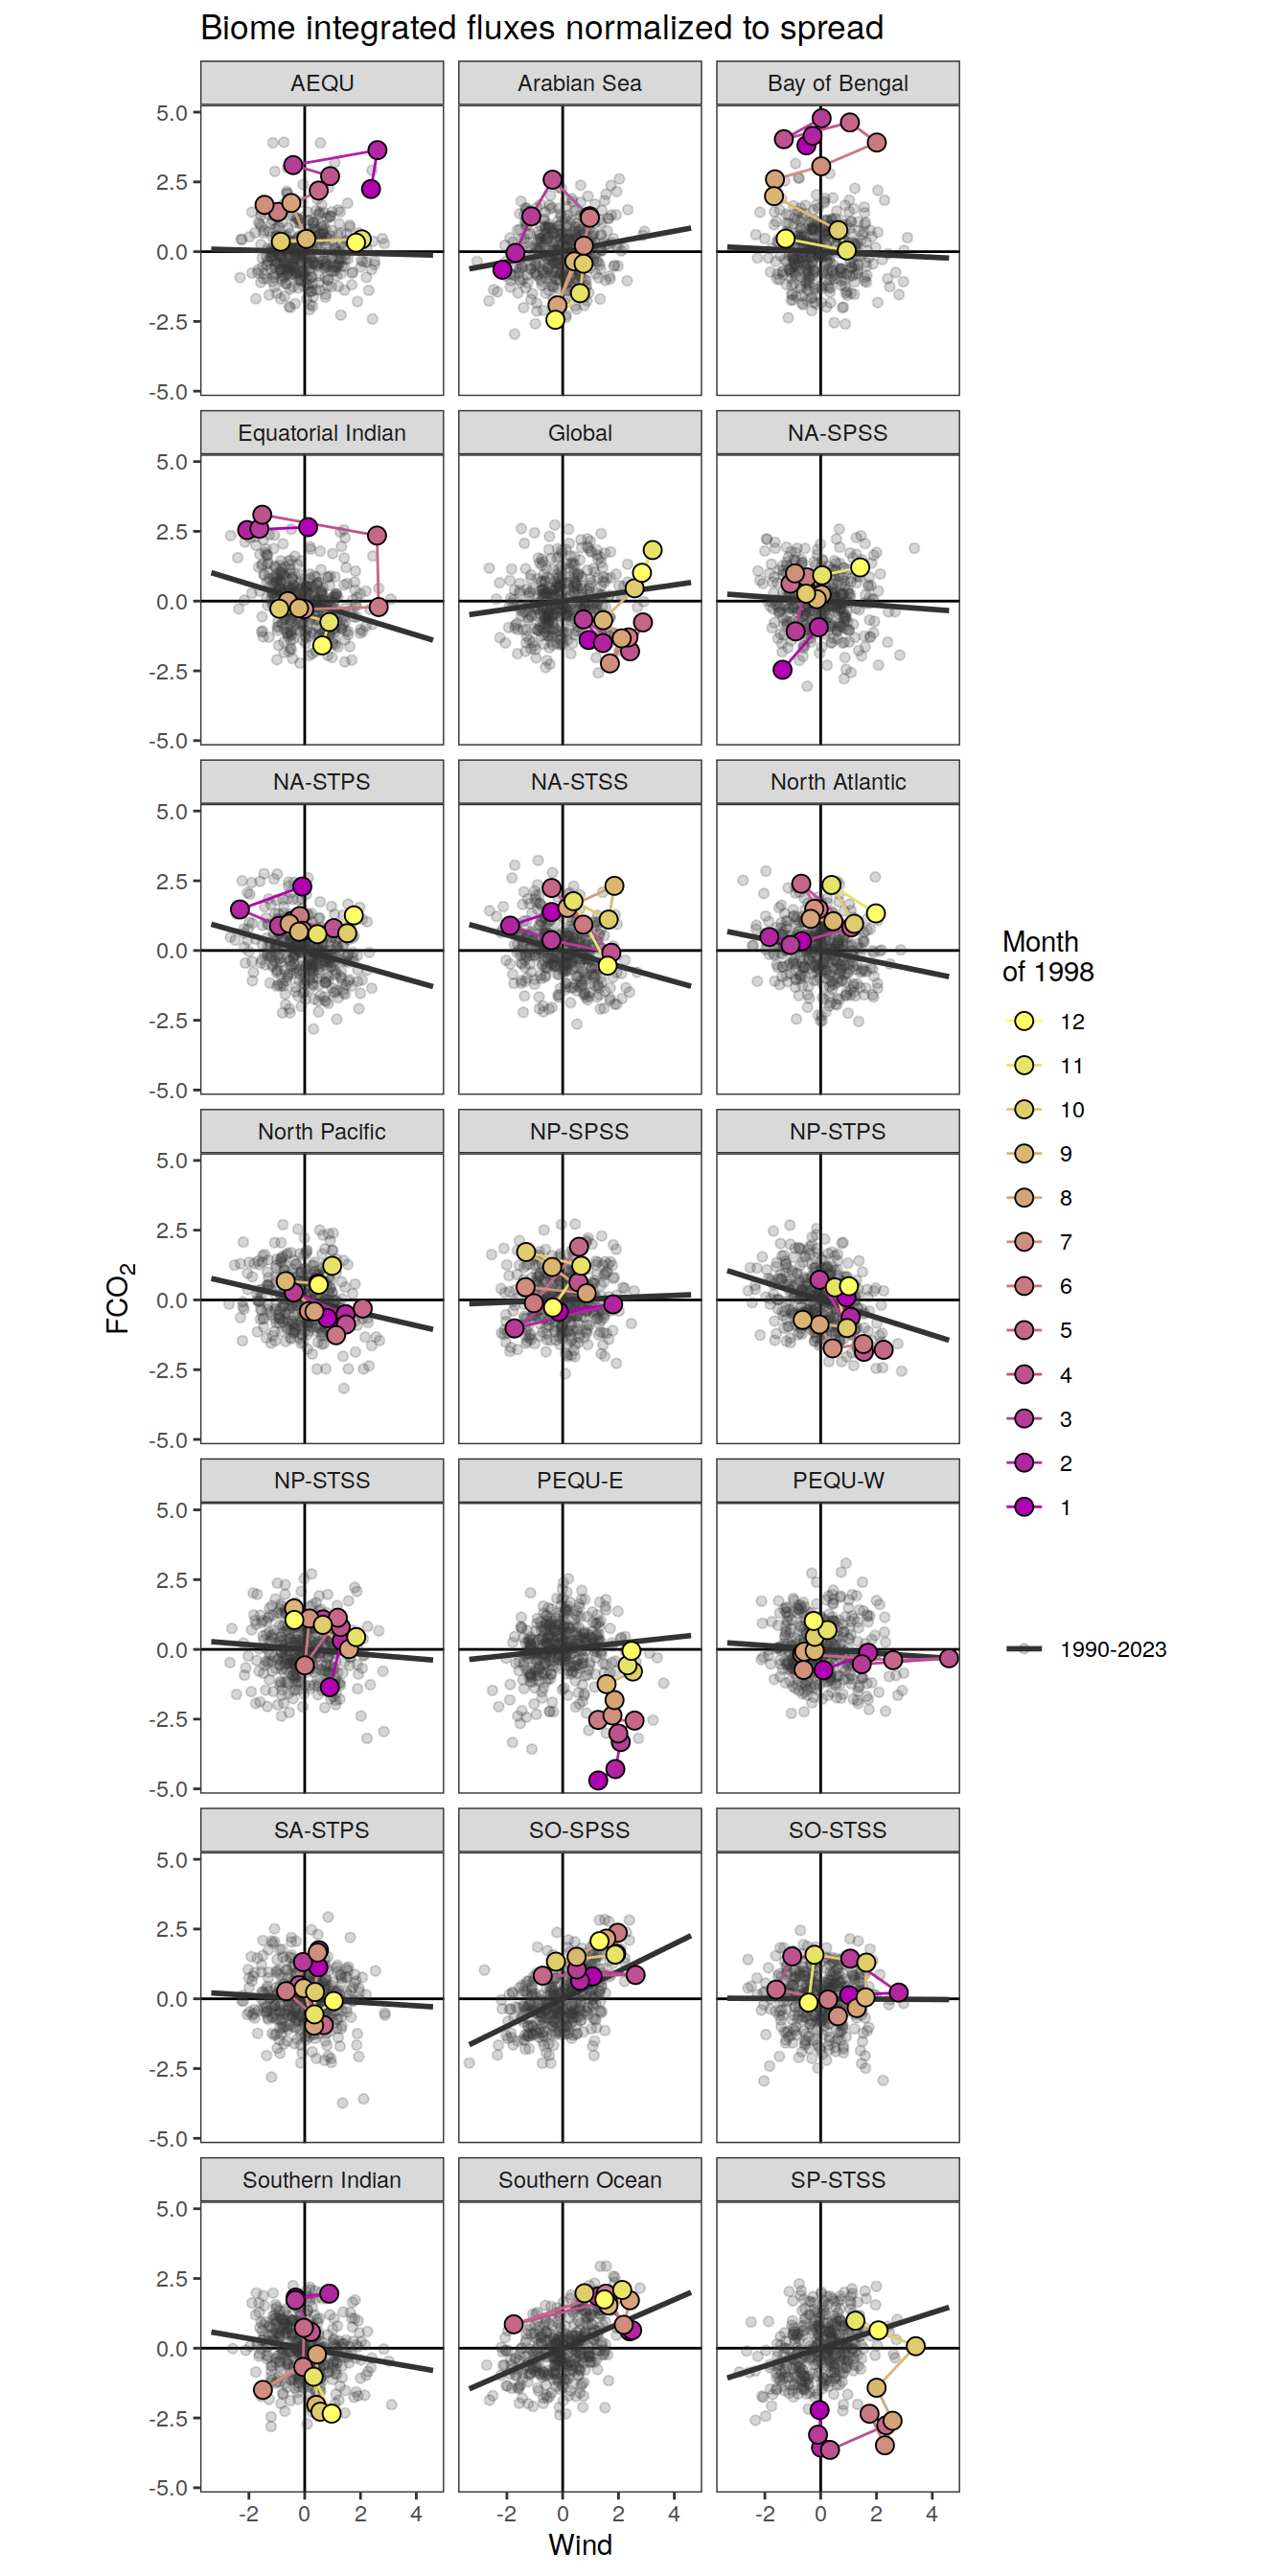 Biome integrated fluxes normalized to spread
AEQU
Arabian Sea
Bay of Bengal
5.0
2.5
0.0
-2.5
-5.0
Equatorial Indian
Global
NA-SPSS
5.0
2.5
0.0
-2.5
-5.0
NA-STPS
NA-STSS
North Atlantic
5.0
2.5
0.0
-2.5
-5.0
North Pacific
NP-SPSS
NP-STPS
5.0
2.5
0.0
-2.5
-5.0
NP-STSS
PEQU-E
PEQU-W
5.0
2.5
0.0
-2.5
-5.0
SA-STPS
SO-SPSS
SO-STSS
5.0
2.5
0.0
-2.5
-5.0
Southern Indian
Southern Ocean
SP-STSS
5.0
2.5
0.0
-2.5
-5.0
-2 0 2 4
-2 0 2 4
-2 0 2 4
Wind
FCO2
Month
of 1998
12
11
10
9
8
7
6
5
4
3
2
1
1990-2023